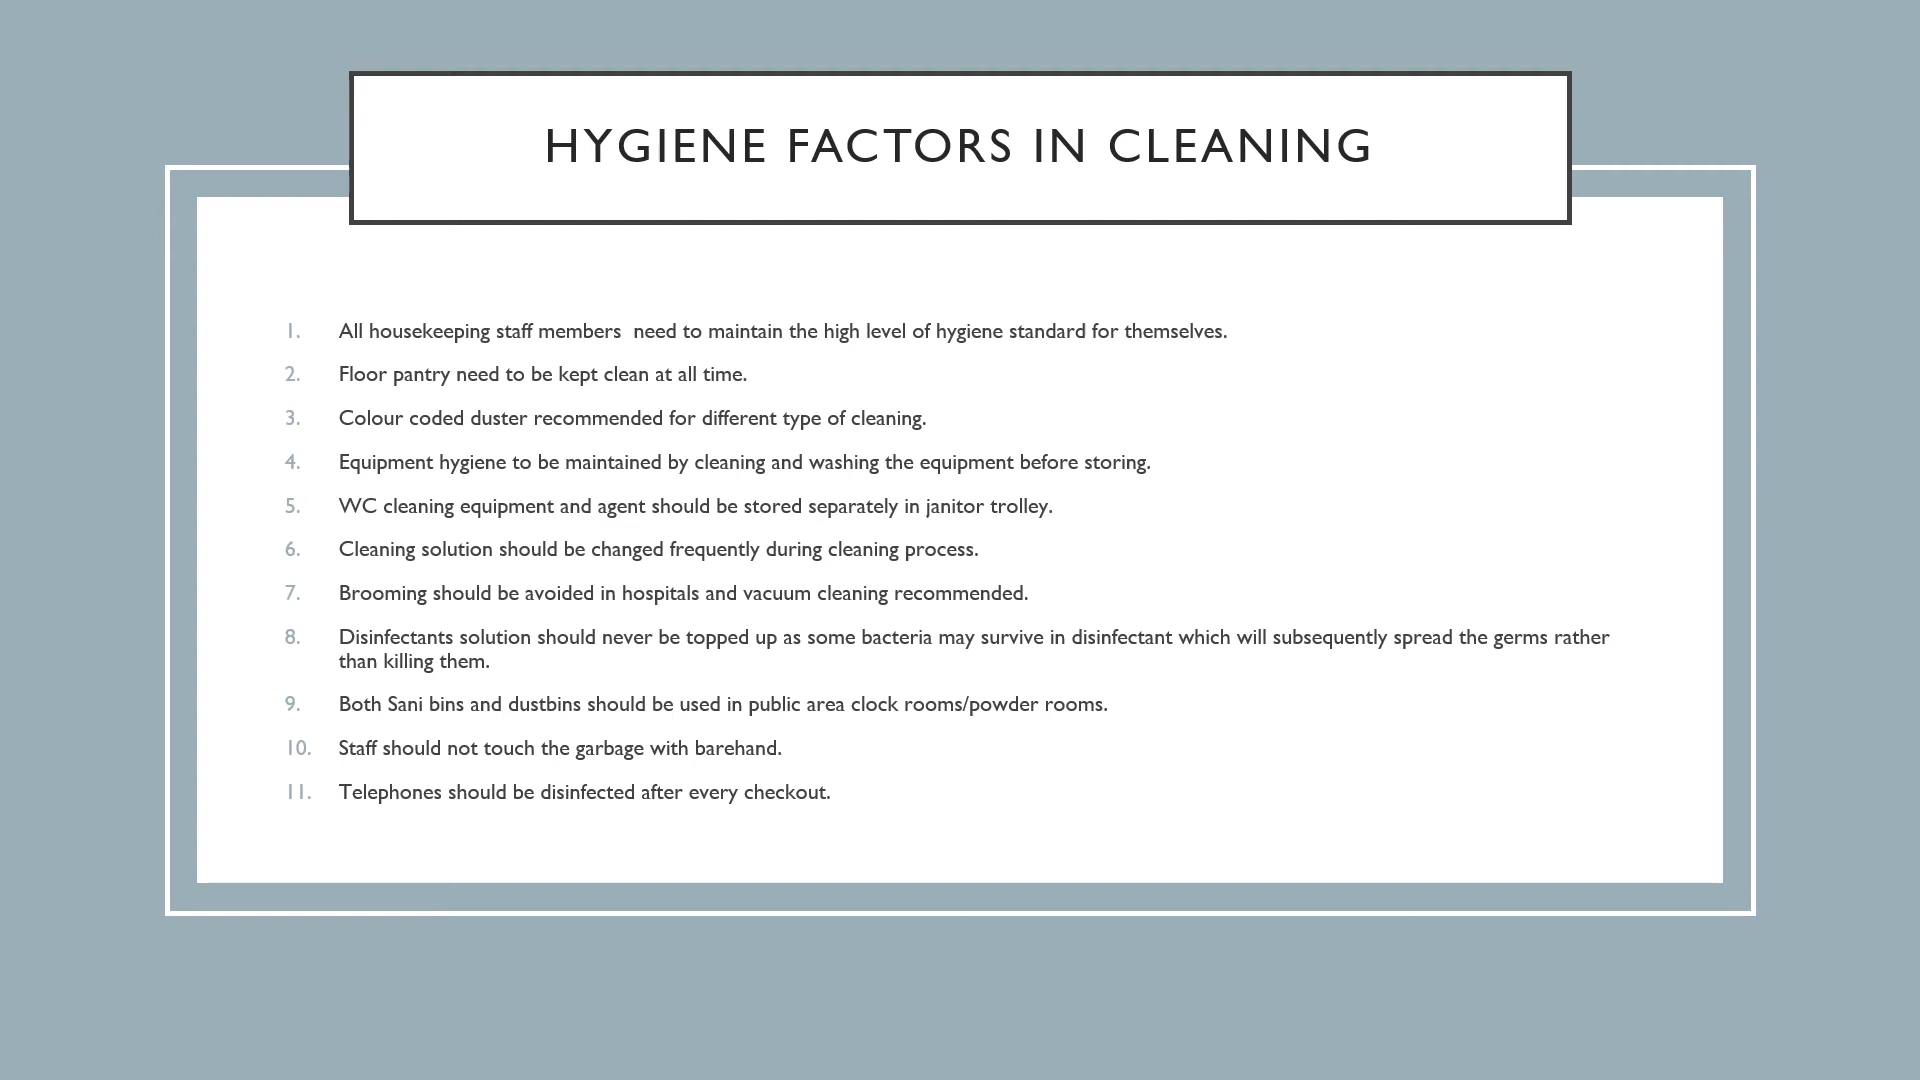 HYGIENE FACTORS IN CLEANING
1. All housekeeping staff members  need to maintain the high level of hygiene standard for themselves.
2. Floor pantry need to be kept clean at all time.
3. Colour coded duster recommended for different type of cleaning.
4. Equipment hygiene to be maintained by cleaning and washing the equipment before storing.
5. WC cleaning equipment and agent should be stored separately in janitor trolley.
6. Cleaning solution should be changed frequently during cleaning process.
7. Brooming should be avoided in hospitals and vacuum cleaning recommended.
8. Disinfectants solution should never be topped up as some bacteria may survive in disinfectant which will subsequently spread the germs rather
than killing them.
9. Both Sani bins and dustbins should be used in public area clock rooms/powder rooms.
10. Staff should not touch the garbage with barehand.
11. Telephones should be disinfected after every checkout.